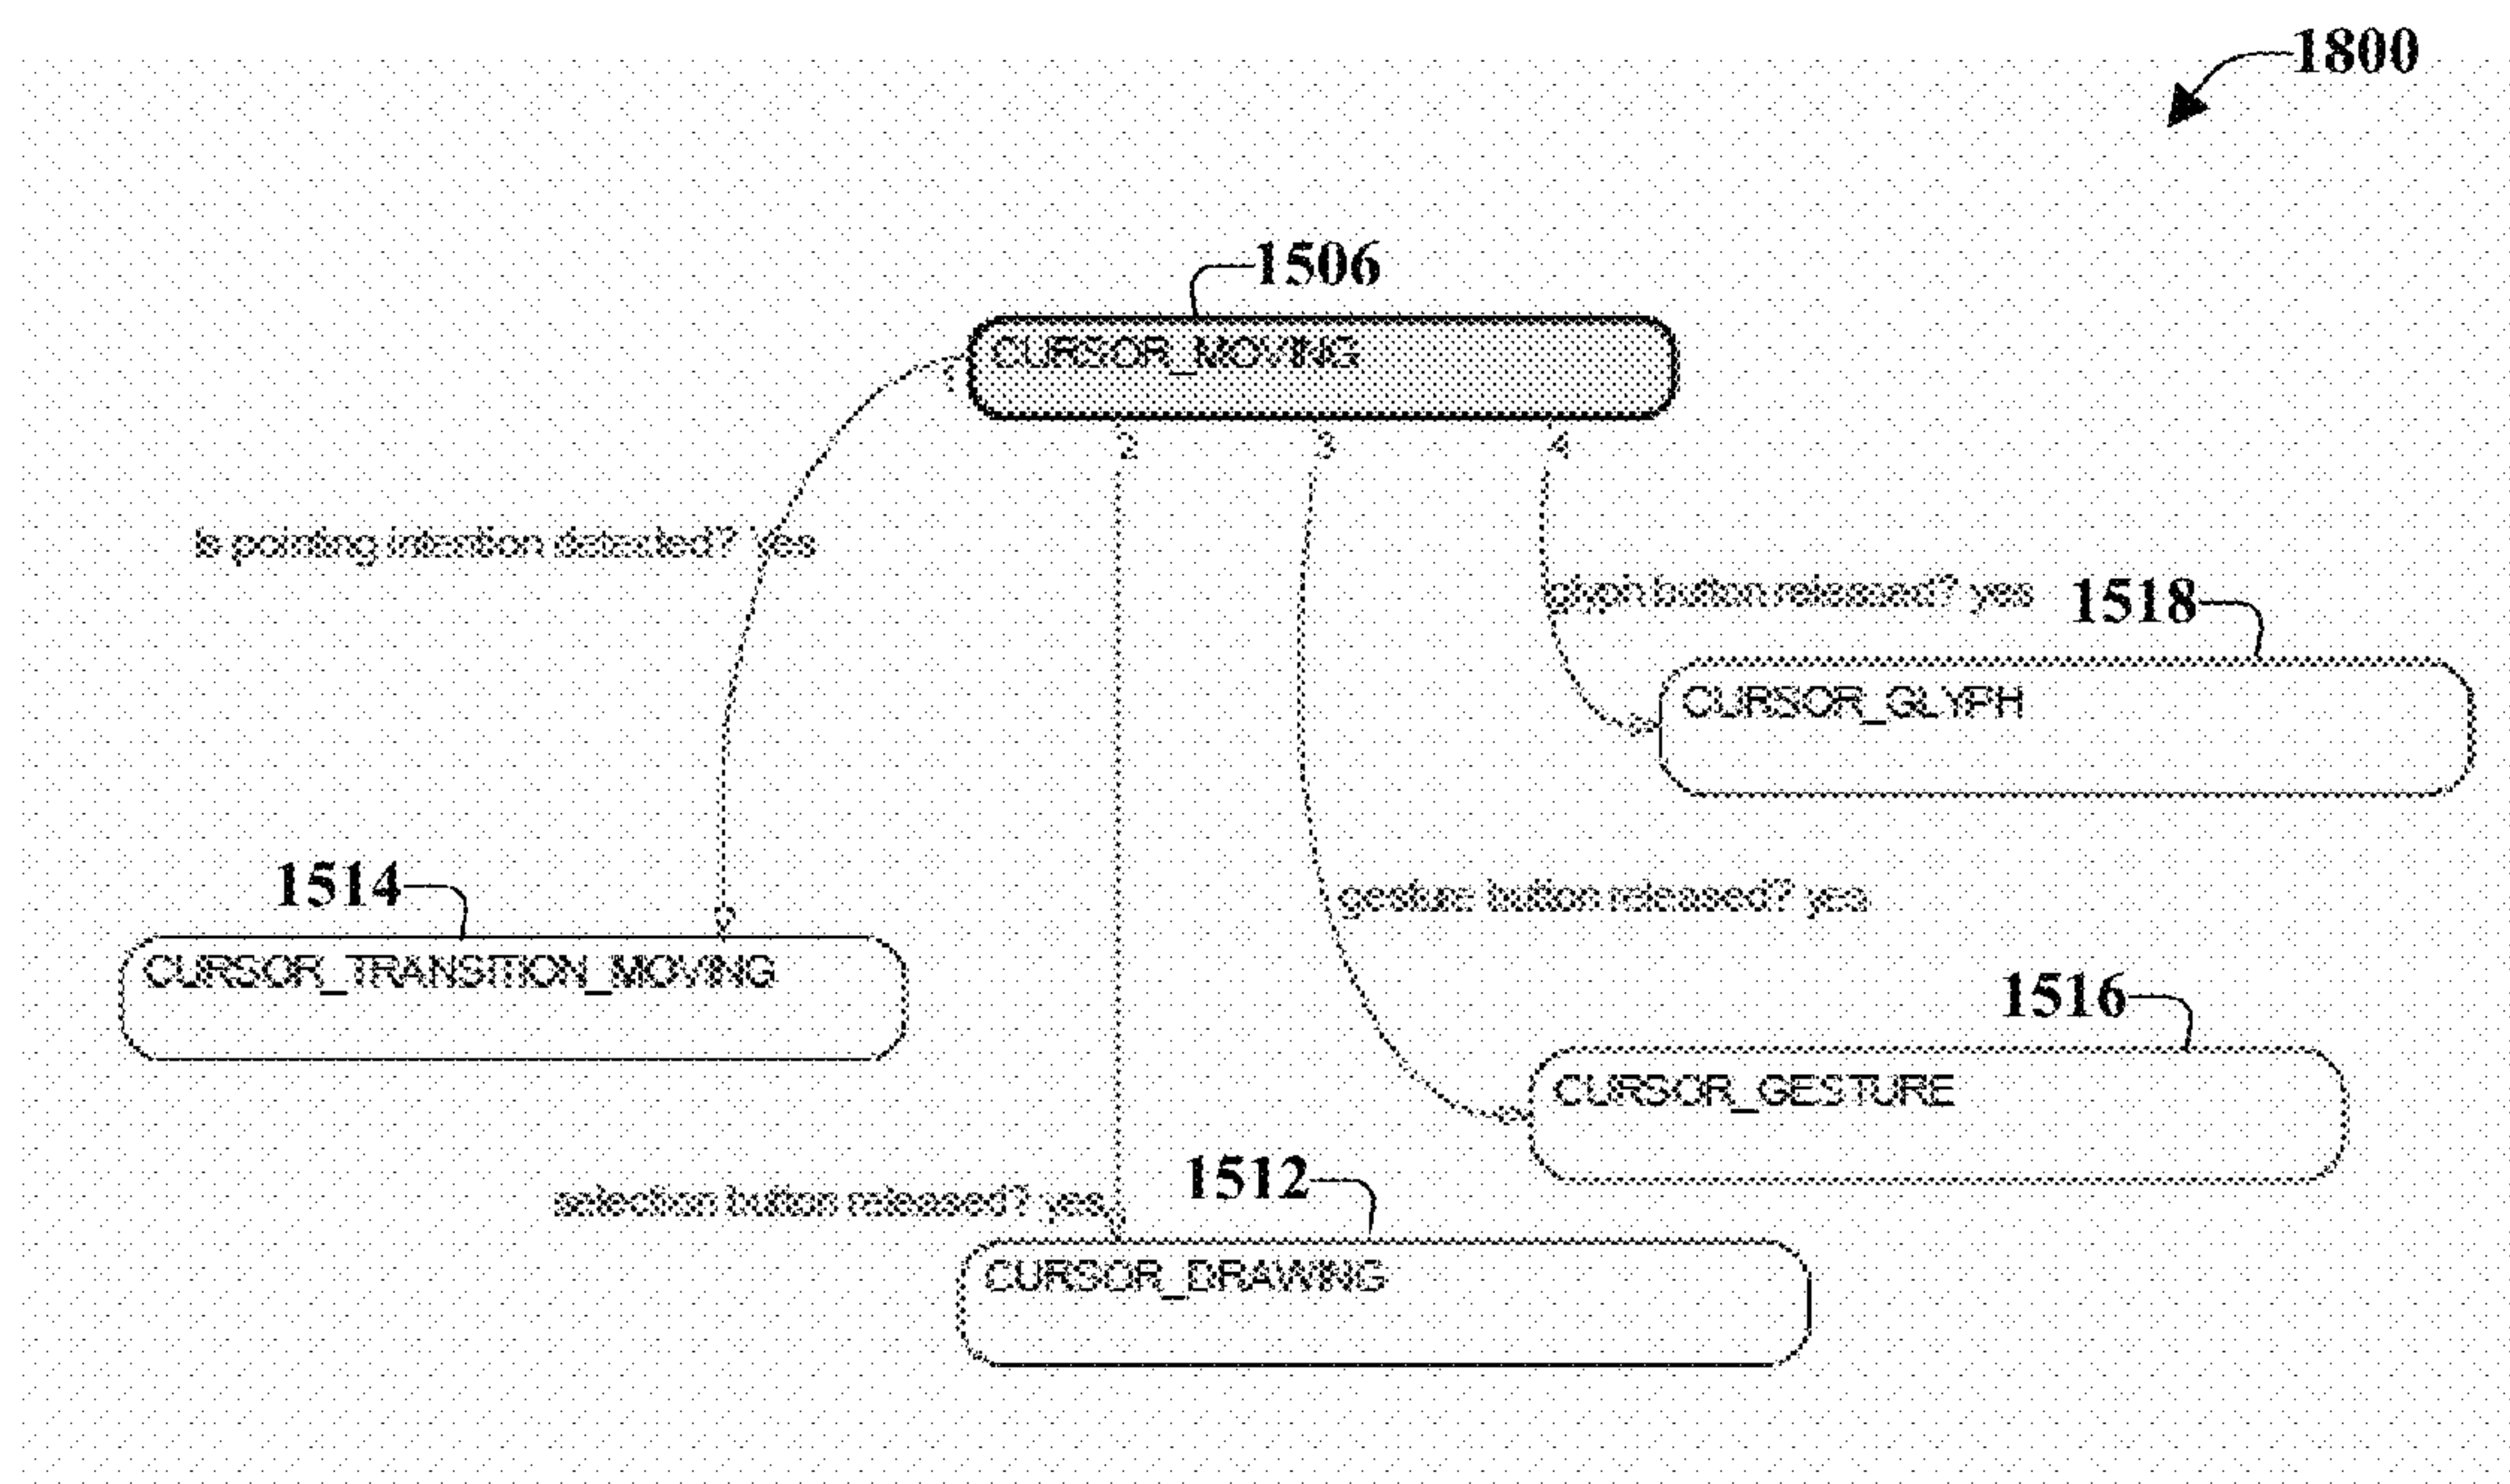 1800
1506
CURSOR_MOVING
1
2
3
4
Is pointing intention detected? yes
glyph button released? yes
1518
CURSOR_GLYPH
1514
gesture button released? yes
CURSOR_TRANSITION_MOVING
1516
CURSOR_GESTURE
1512
selection button released? yes
CURSOR_DRAWING